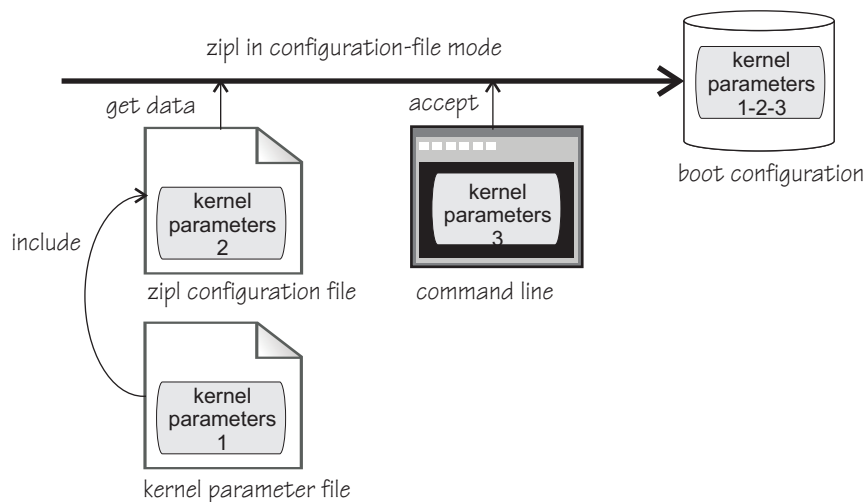 zipl in configuration-file mode
kernel
parameters
1-2-3
boot configuration
get data
accept
kernel
parameters
2
zipl configuration file
kernel
parameters
3
command line
include
kernel
parameters
1
kernel parameter file